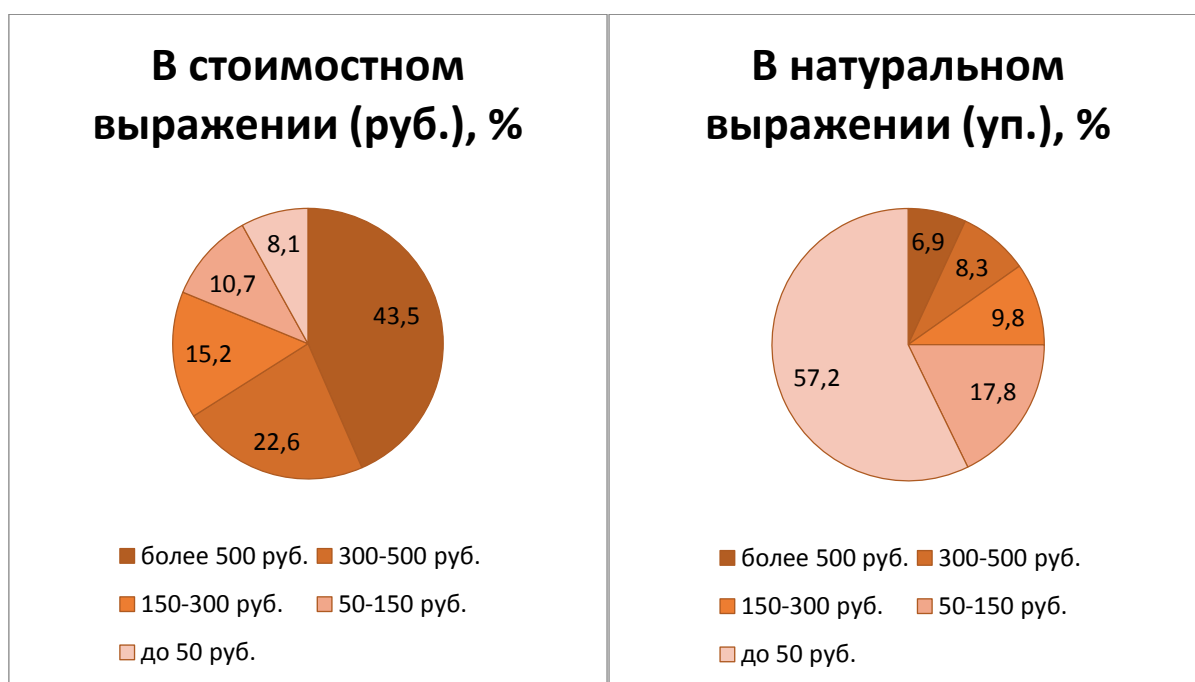 В стоимостном
выражении (руб.), %
8,1
10,7
43,5
15,2
22,6
более 500 руб. 300-500 руб.
150-300 руб. 50-150 руб.
до 50 руб.
В натуральном
выражении (уп.), %
6,9
8,3
9,8
57,2
17,8
более 500 руб. 300-500 руб.
150-300 руб. 50-150 руб.
до 50 руб.